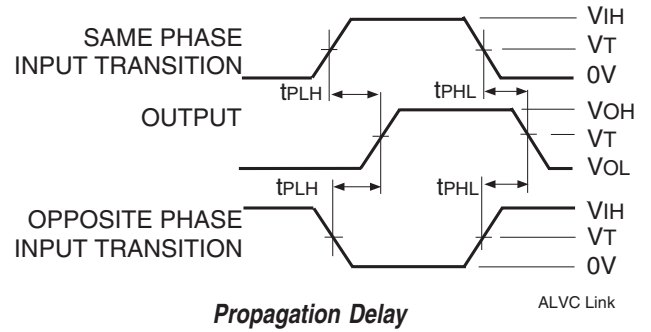 SAME PHASE
INPUT TRANSITION
VIH
VT
0V
tPLH
tPHL
OUTPUT
VOH
VT
VOL
tPLH
tPHL
OPPOSITE PHASE
INPUT TRANSITION
VIH
VT
0V
Propagation Delay
ALVC Link